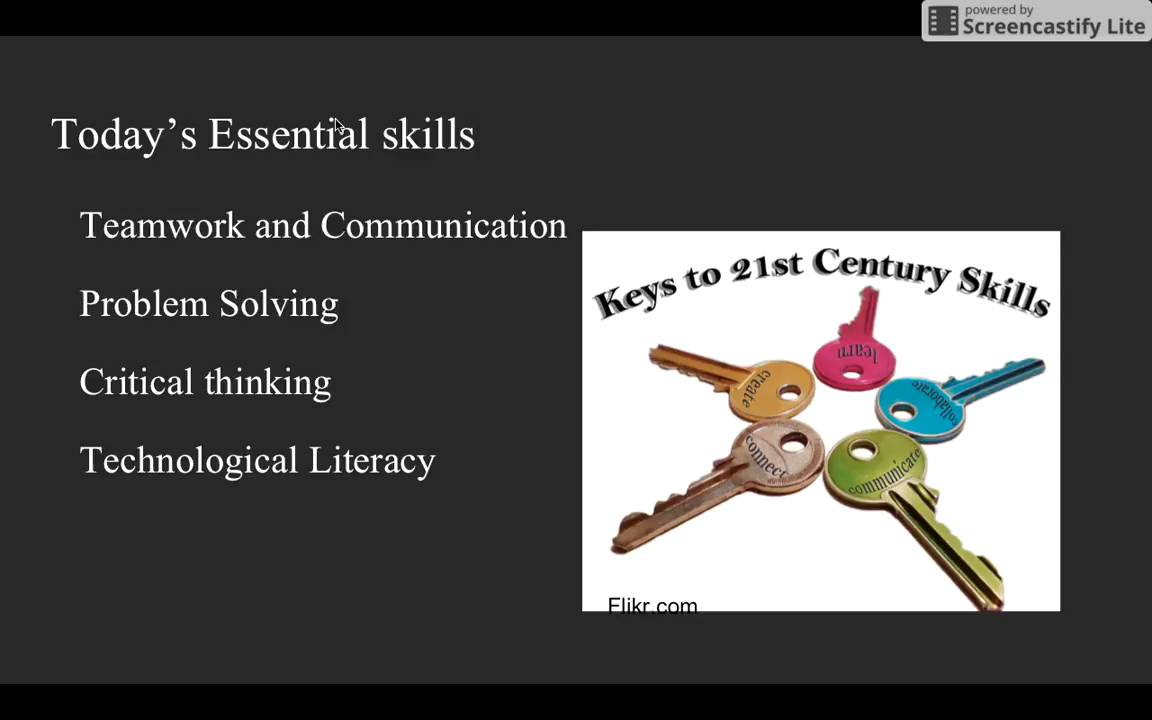 powered by
Screencastify Lite
Today’s Essential skills
Teamwork and Communication
Problem Solving
Critical thinking
Technological Literacy
Keys to 21st Century Skills
learn
create
collaborate
connect
communicate
Flikr.com